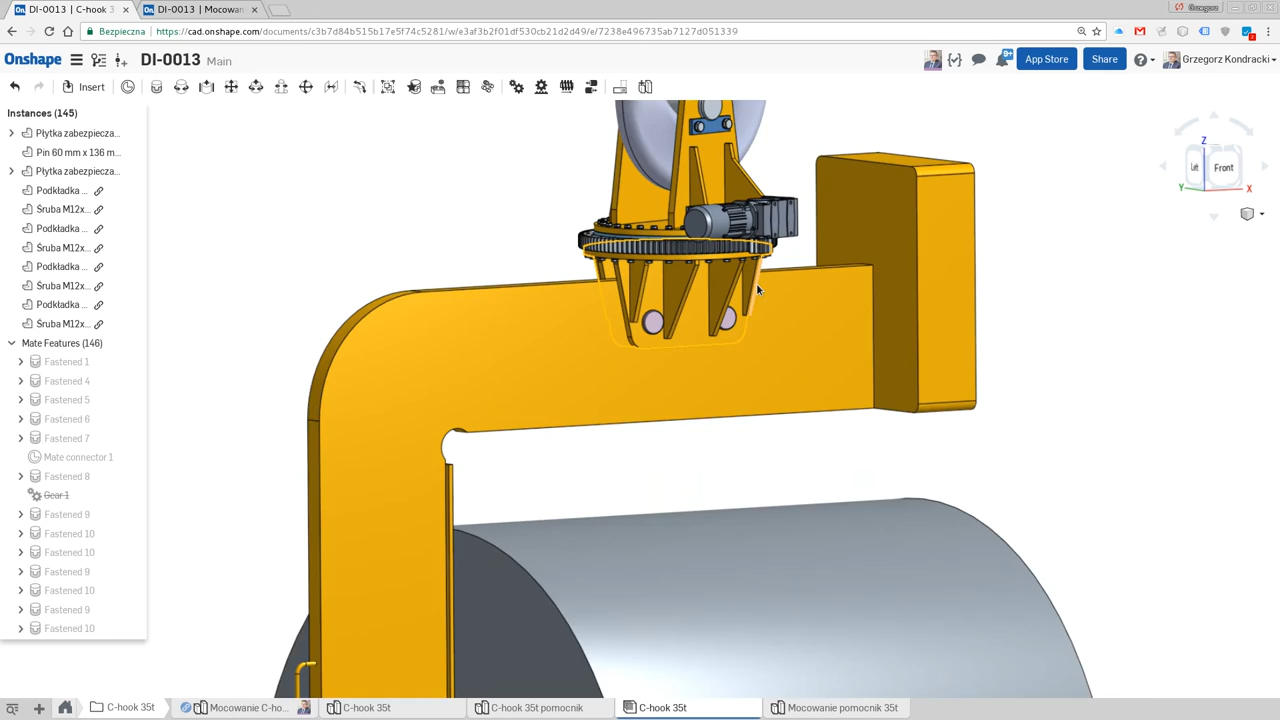 DI-0013 | C-hook 3
DI-0013 | Mocowan
Grzegorz
Bezpieczna
https://cad.onshape.com/documents/c3b7d84b515b17e5f74c5281/w/e3af3b2f01df530cb21d2d49/e/7238e496735ab7127d051339
Onshape
DI-0013 Main
App Store
Share
Grzegorz Kondracki
Insert
Instances (145)
Płytka zabezpiecza...
Pin 60 mm x 136 m...
Płytka zabezpiecza...
Podkładka ...
Śruba M12x...
Podkładka ...
Śruba M12x...
Podkładka ...
Śruba M12x...
Podkładka ...
Śruba M12x...
Mate Features (146)
Fastened 1
Fastened 4
Fastened 5
Fastened 6
Fastened 7
Mate connector 1
Fastened 8
Gear 1
Fastened 9
Fastened 10
Fastened 10
Fastened 9
Fastened 10
Fastened 9
Fastened 10
Z
Front
Y
X
C-hook 35t
Mocowanie C-ho...
C-hook 35t
C-hook 35t pomocnik
C-hook 35t
Mocowanie pomocnik 35t